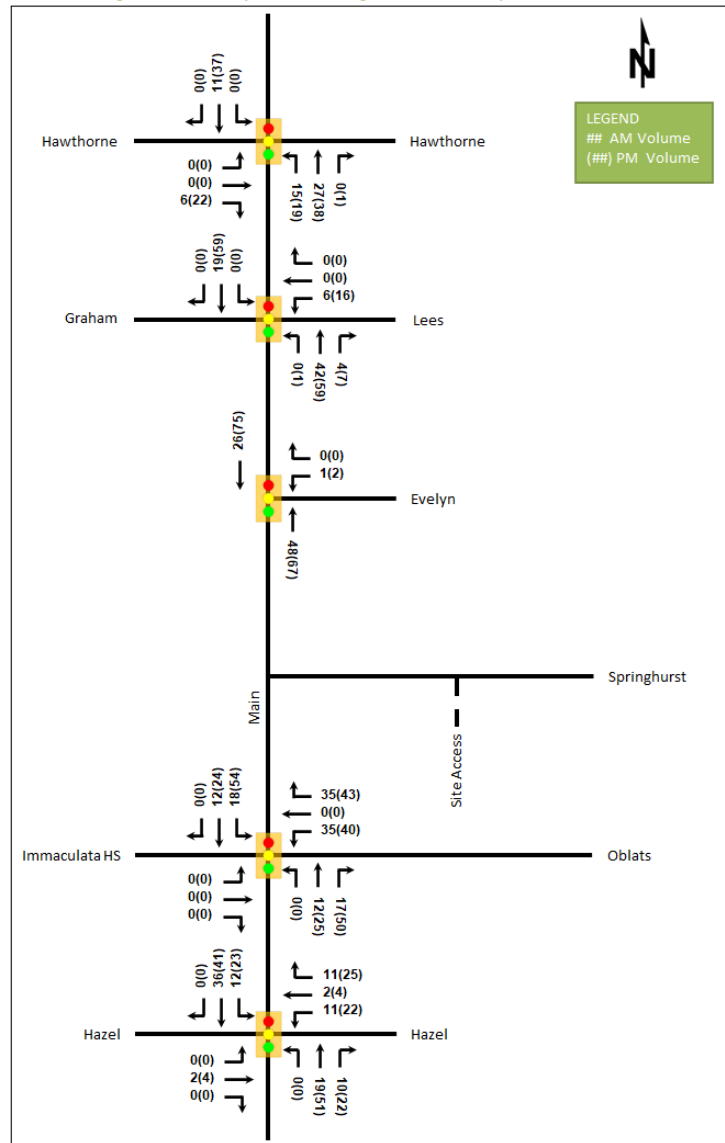 0(0)
11(37)
0(0)
N
LEGEND
## AM Volume
(##) PM Volume
Hawthorne
Hawthorne
0(0)
0(0)
6(22)
15(19)
27(38)
0(1)
0(0)
19(59)
0(0)
0(0)
0(0)
6(16)
Graham
Lees
0(1)
42(59)
4(7)
26(75)
0(0)
1(2)
Evelyn
48(67)
Springhurst
Main
Site Access
0(0)
12(24)
18(54)
35(43)
0(0)
35(40)
Immaculata HS
Oblats
0(0)
0(0)
0(0)
0(0)
12(25)
17(50)
0(0)
36(41)
12(23)
11(25)
2(4)
11(22)
Hazel
Hazel
0(0)
2(4)
0(0)
0(0)
19(51)
10(22)